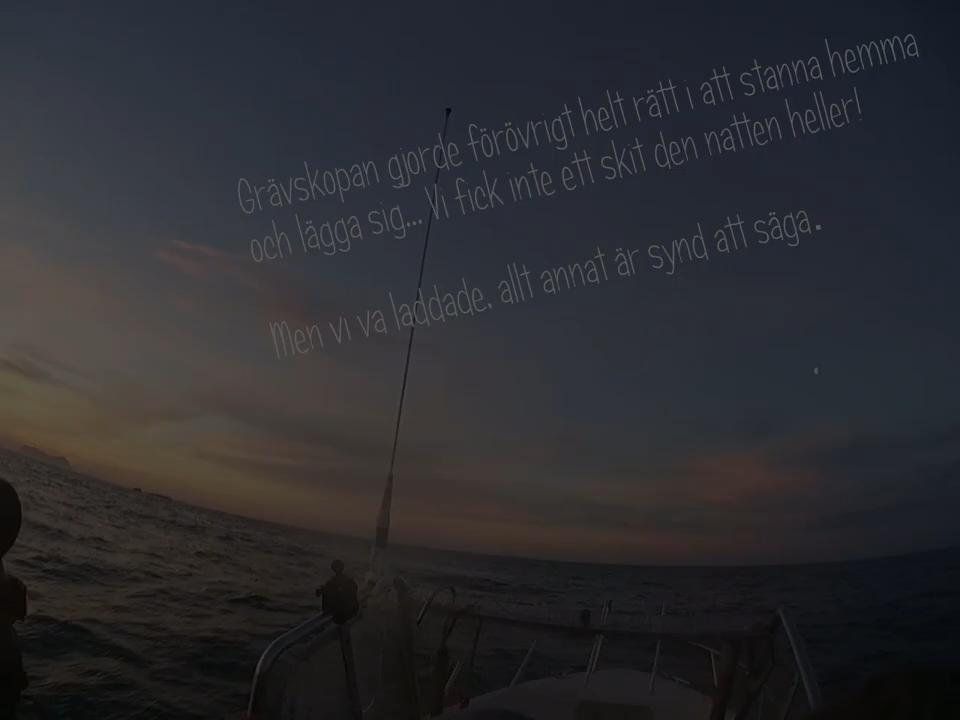 Grävskopan gjorde förövrigt helt rätt i att stanna hemma
och lägga sig... Vi fick inte ett skit den natten heller!
Men vi va laddade, allt annat är synd att säga.